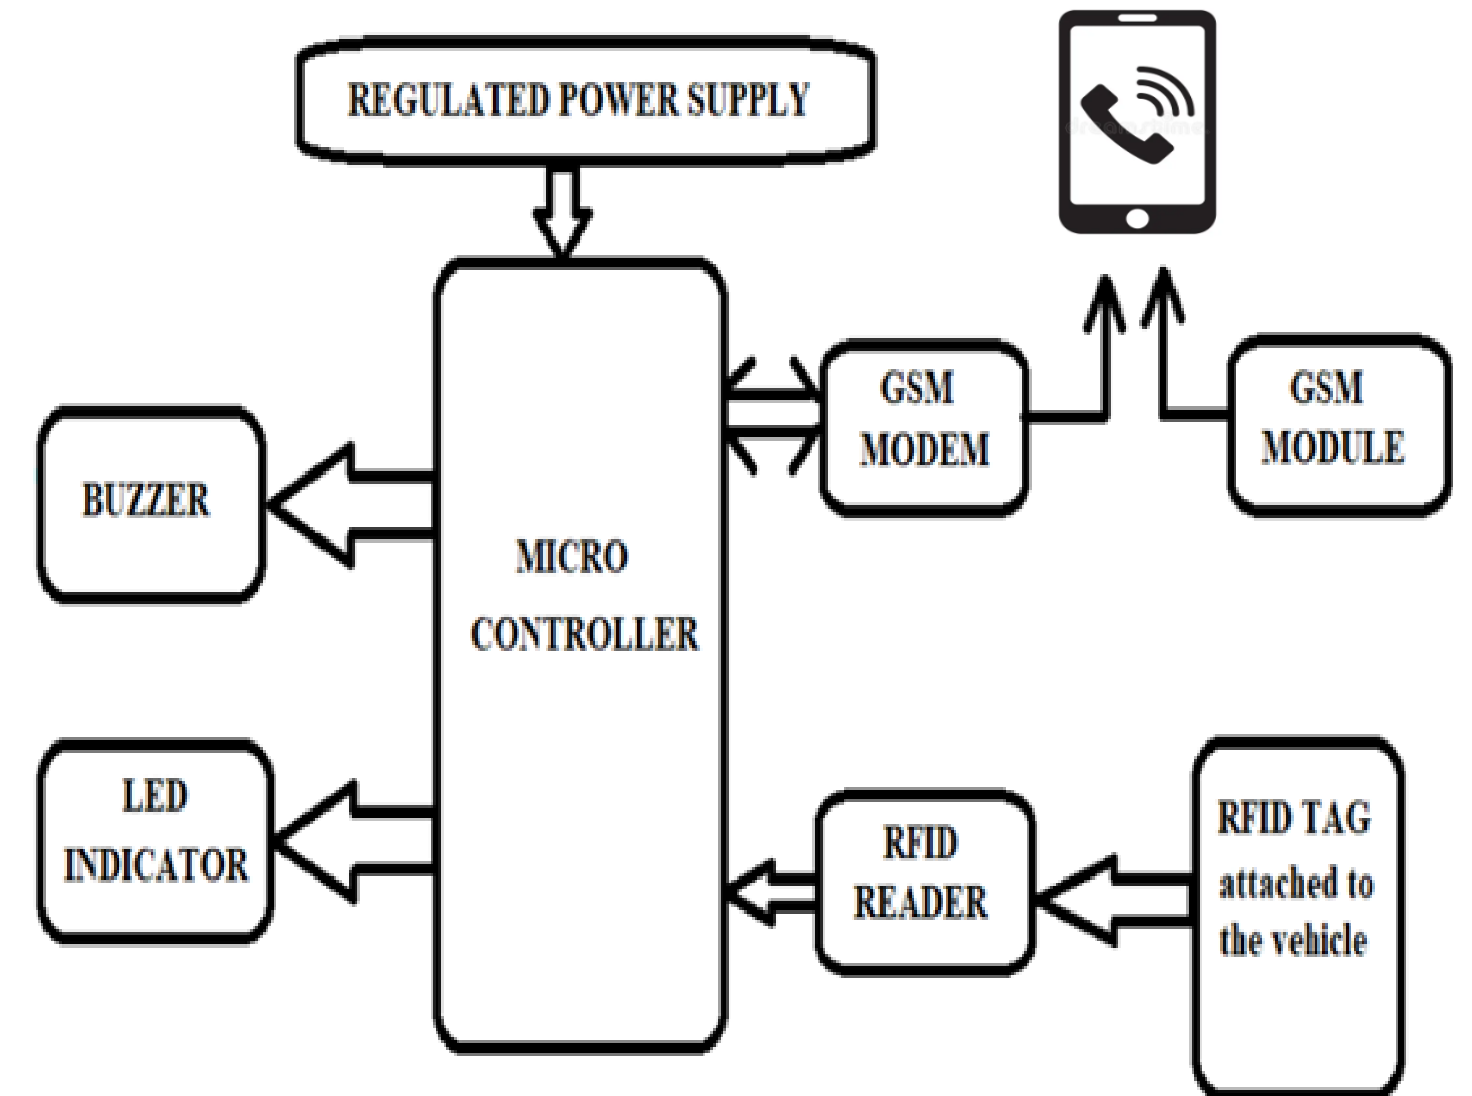 REGULATED POWER SUPPLY
dreamstime.
GSM
MODEM
GSM
MODULE
BUZZER
MICRO
CONTROLLER
LED
INDICATOR
RFID
READER
RFID TAG
attached to
the vehicle